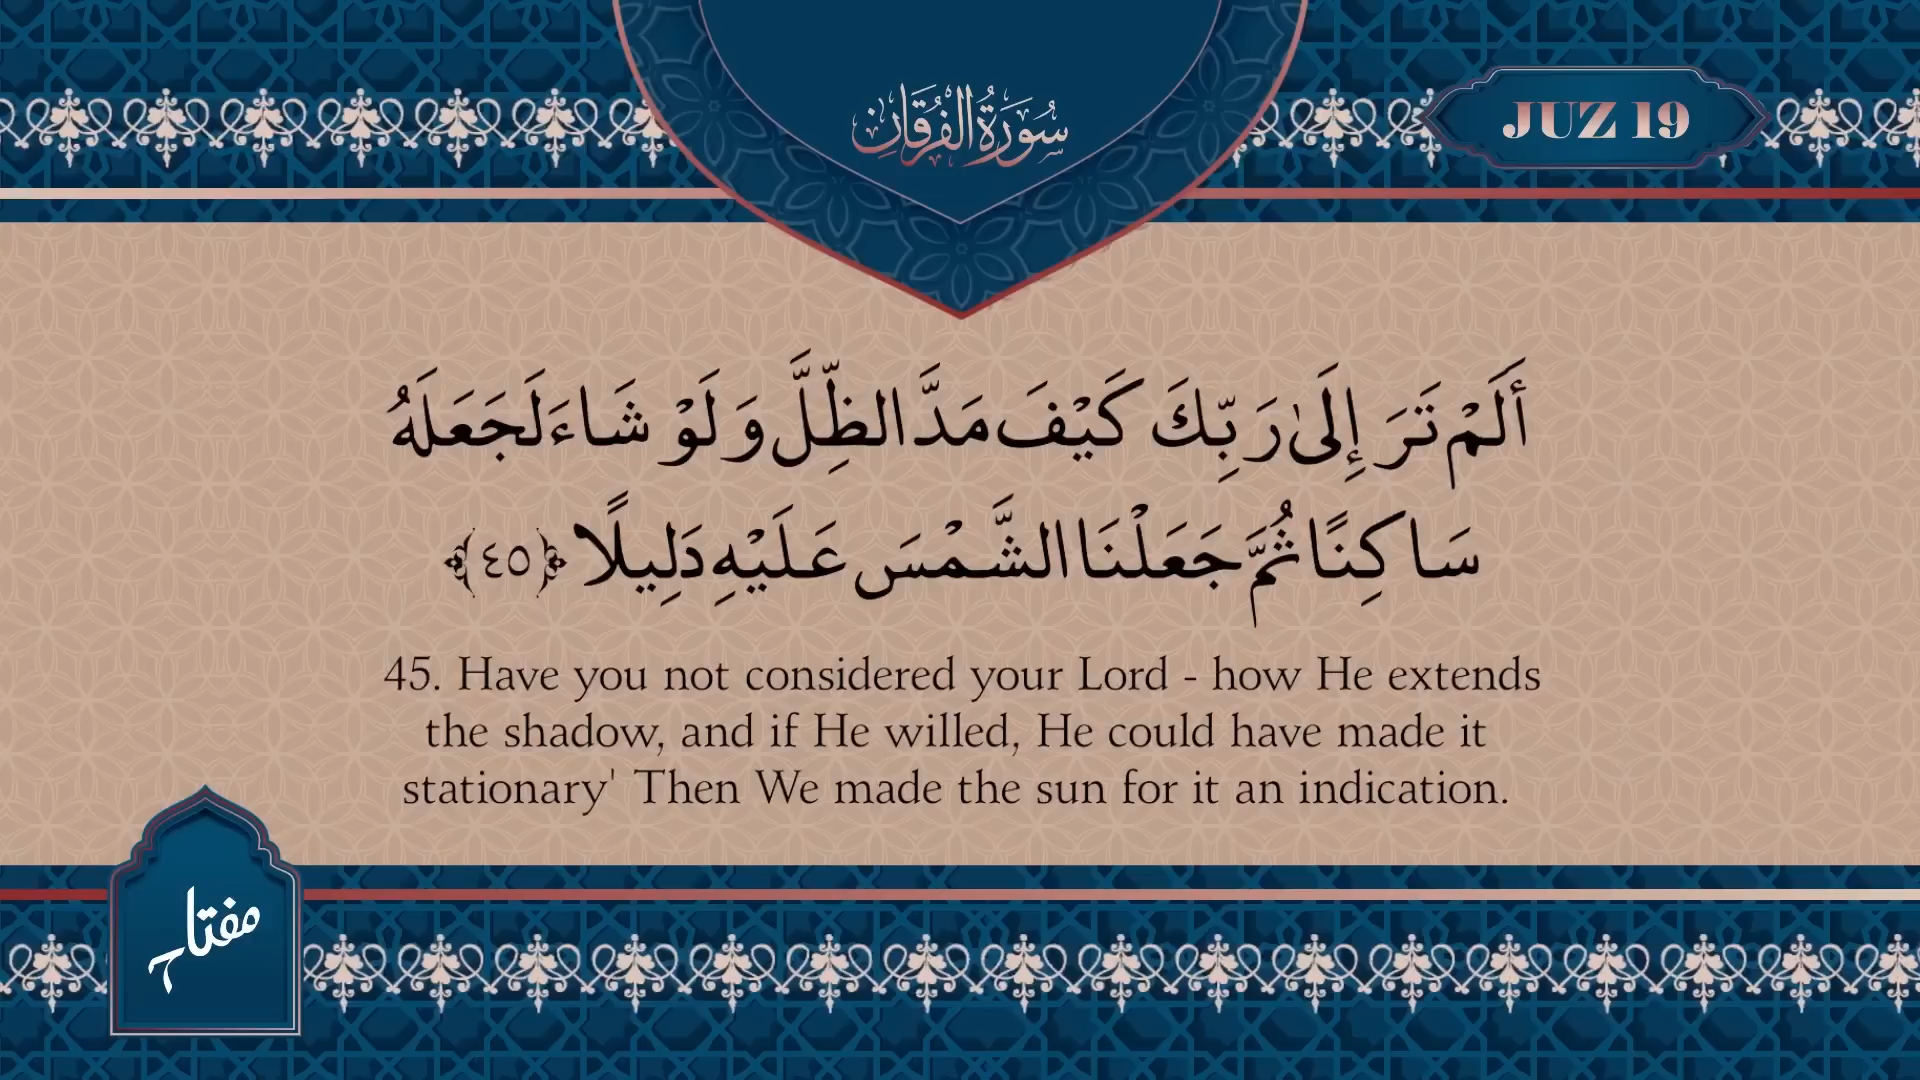 سُورَةُ الفُرْقَان
JUZ 19
أَلَمْ تَرَ إِلَىٰ رَبِّكَ كَيْفَ مَدَّ الظِّلَّ وَلَوْ شَاءَ لَجَعَلَهُ
سَاكِنًا ثُمَّ جَعَلْنَا الشَّمْسَ عَلَيْهِ دَلِيلًا ﴿٤٥﴾
45. Have you not considered your Lord - how He extends
the shadow, and if He willed, He could have made it
stationary' Then We made the sun for it an indication.
مفتاح